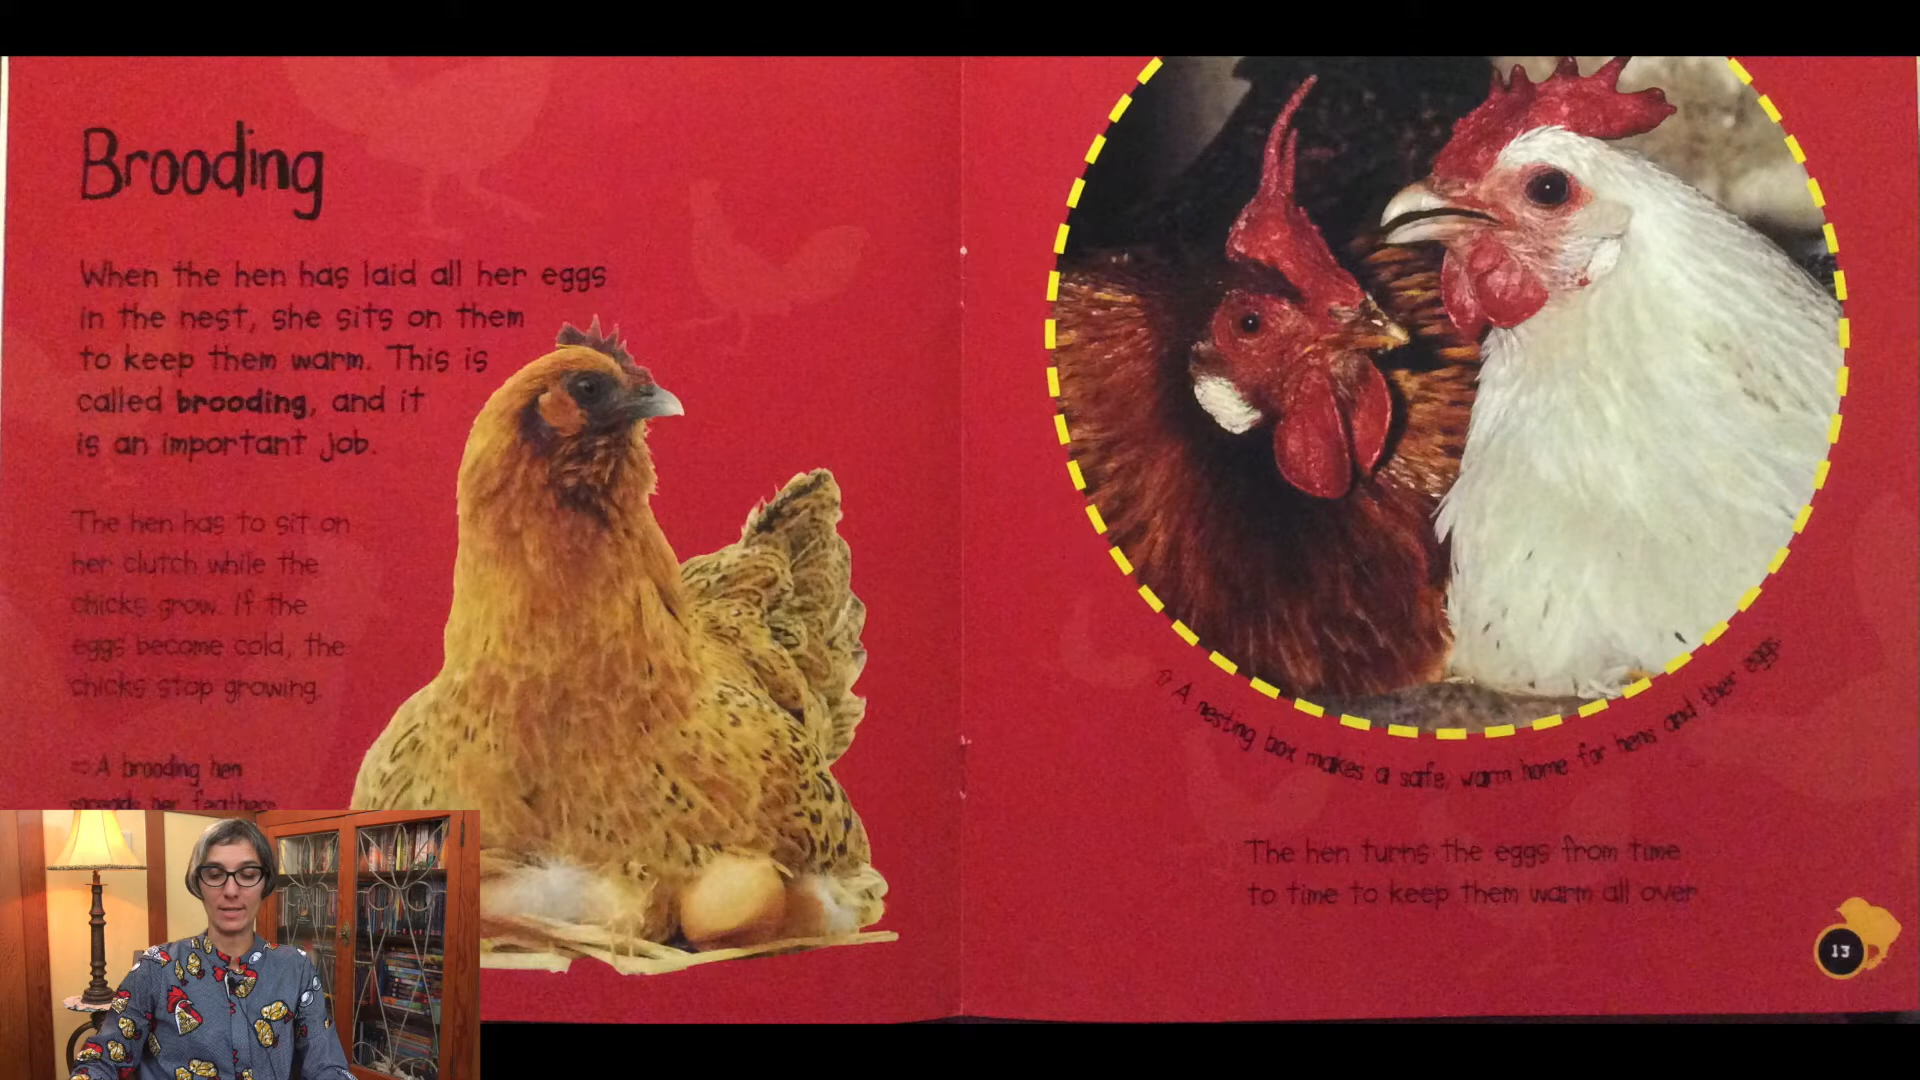 Brooding
When the hen has laid all her eggs
in the nest, she sits on them
to keep them warm. This is
called brooding, and it
is an important job.
The hen has to sit on
her clutch while the
chicks grow. If the
eggs become cold, the
chicks stop growing.
⇨A brooding hen
spreads her feathers
⇧ A nesting box makes a safe, warm home for hens and their eggs.
The hen turns the eggs from time
to time to keep them warm all over.
13